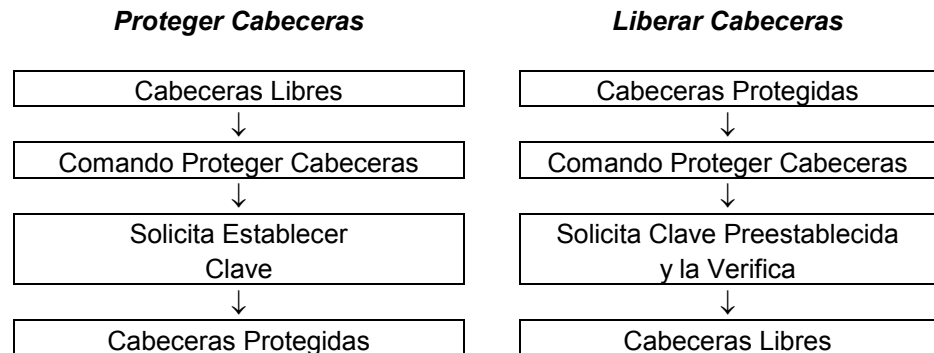 Proteger Cabeceras
Cabeceras Libres
↓
Comando Proteger Cabeceras
↓
Solicita Establecer
Clave
↓
Cabeceras Protegidas
Liberar Cabeceras
Cabeceras Protegidas
↓
Comando Proteger Cabeceras
↓
Solicita Clave Preestablecida
y la Verifica
↓
Cabeceras Libres